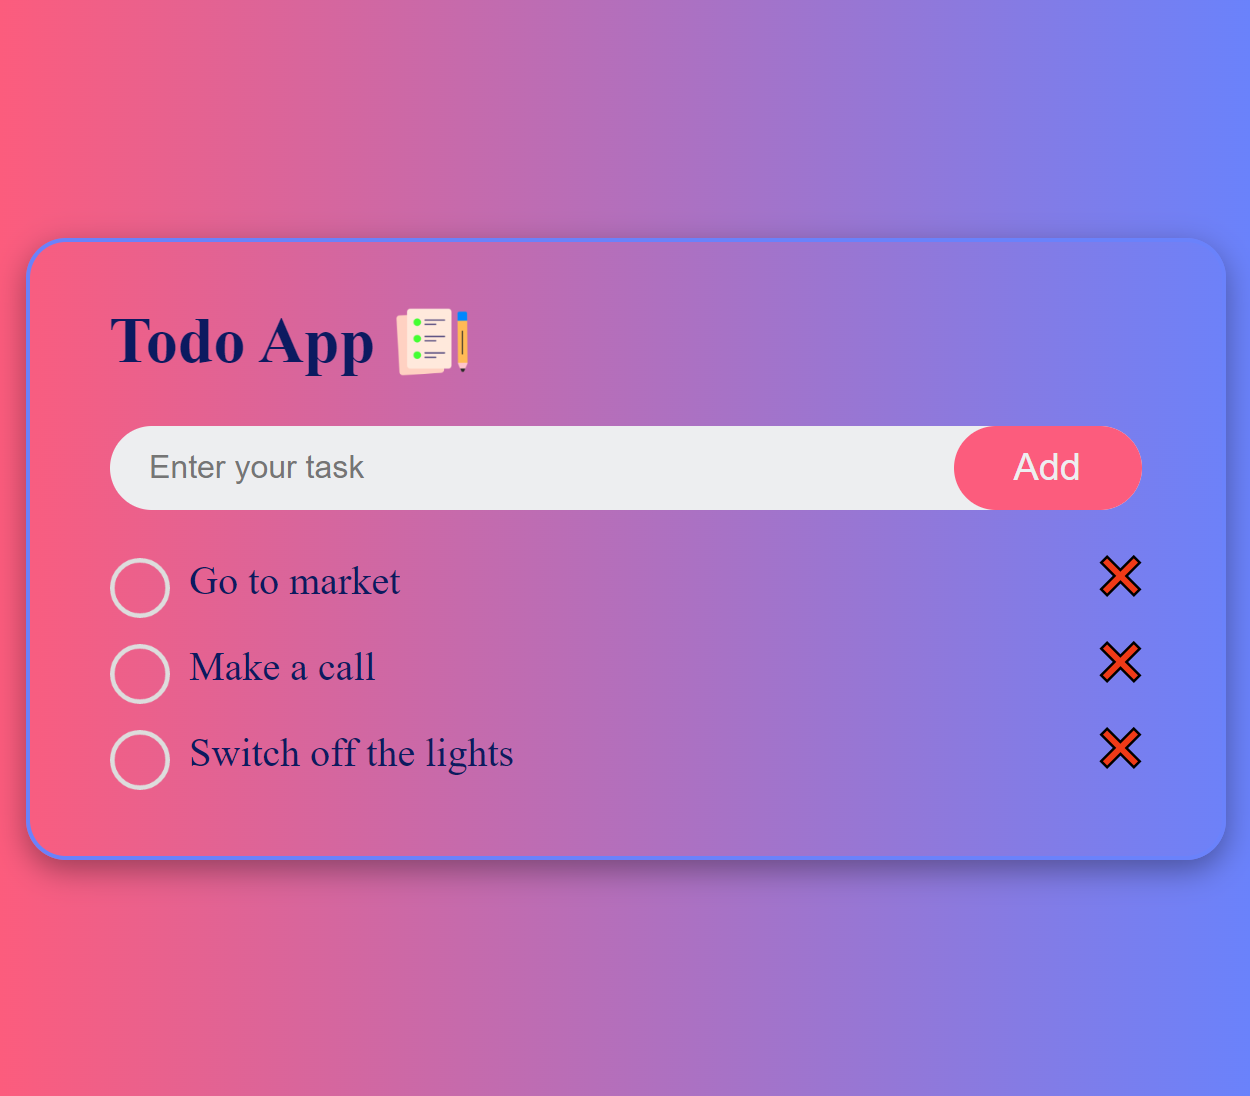 Todo App
Enter your task
Add
Go to market
Make a call
Switch off the lights